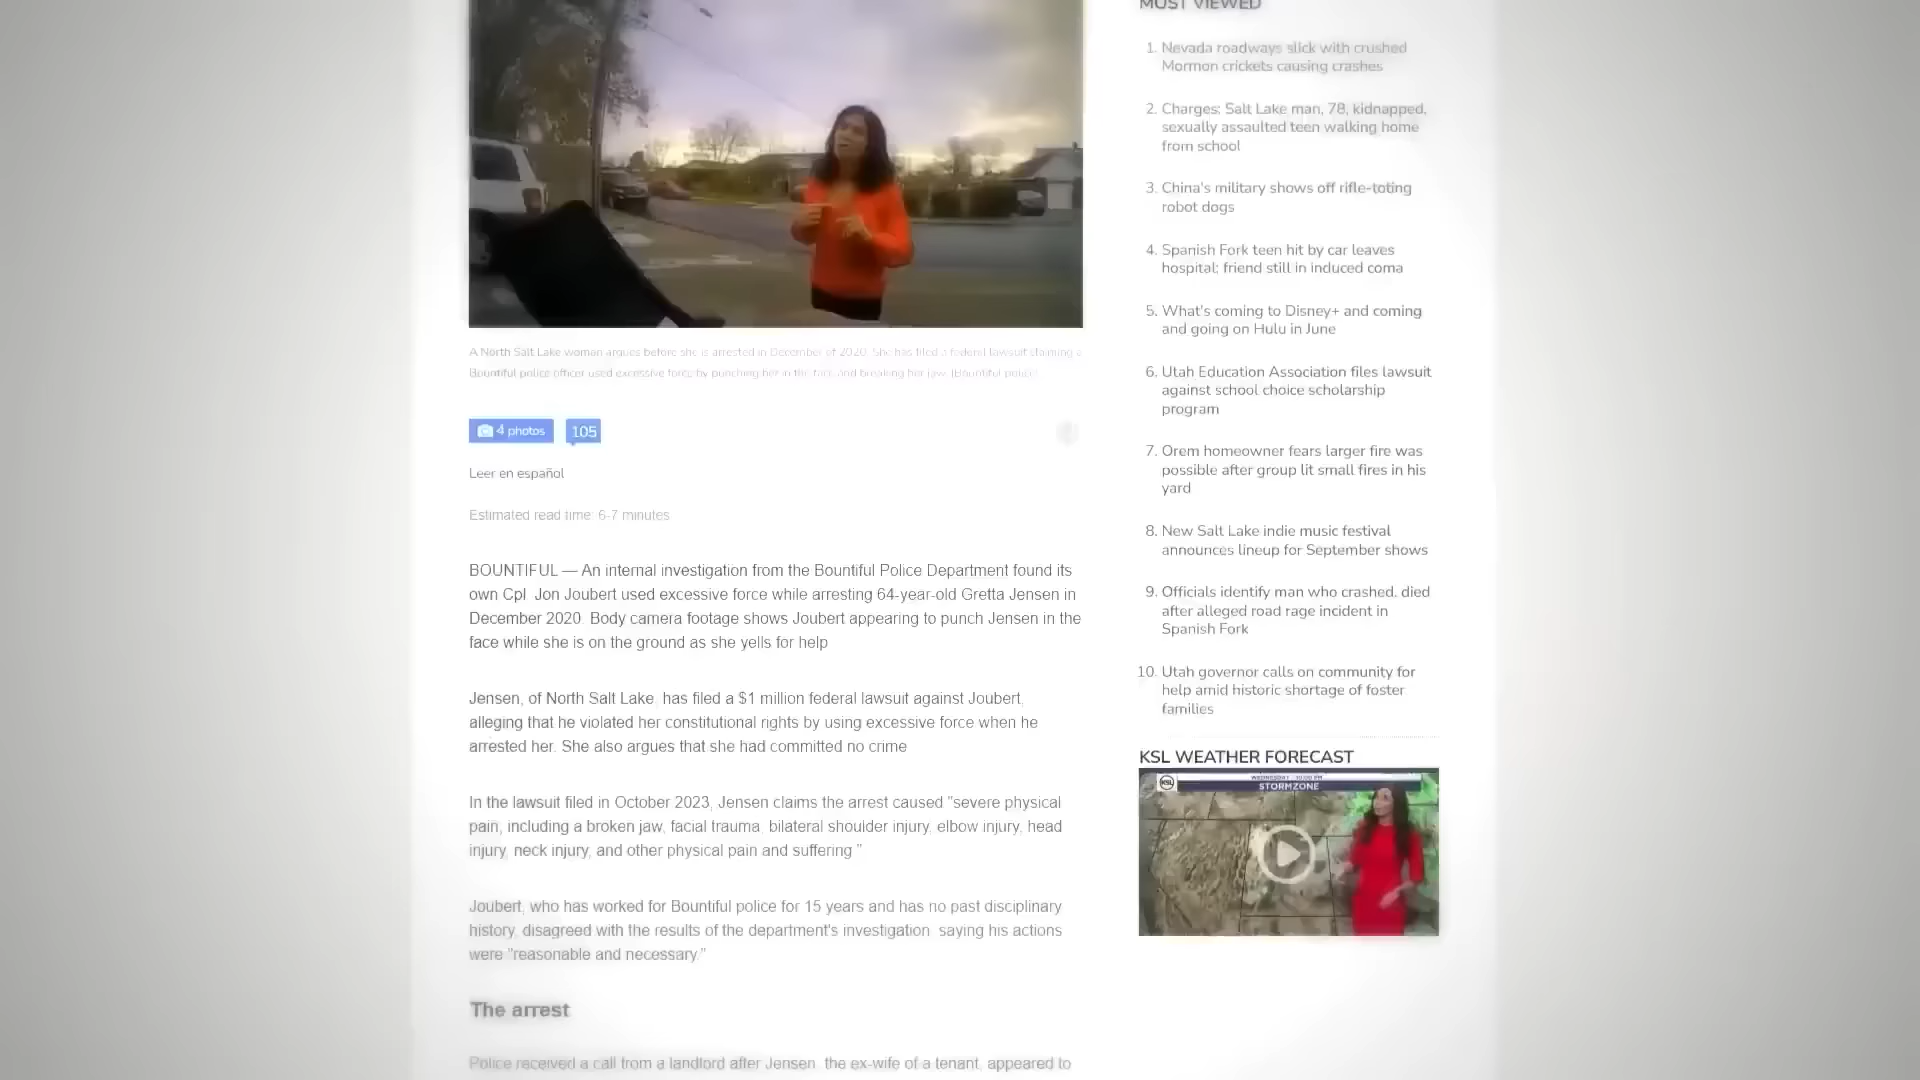 A North Salt Lake woman argues before she is arrested in December of 2020. She has filed a federal lawsuit claiming a
Bountiful police officer used excessive force by punching her in the face and breaking her jaw. (Bountiful police)
4 photos
105
Leer en español
Estimated read time: 6-7 minutes
BOUNTIFUL — An internal investigation from the Bountiful Police Department found its
own Cpl Jon Joubert used excessive force while arresting 64-year-old Gretta Jensen in
December 2020. Body camera footage shows Joubert appearing to punch Jensen in the
face while she is on the ground as she yells for help
Jensen, of North Salt Lake, has filed a $1 million federal lawsuit against Joubert,
alleging that he violated her constitutional rights by using excessive force when he
arrested her. She also argues that she had committed no crime
In the lawsuit filed in October 2023, Jensen claims the arrest caused "severe physical
pain, including a broken jaw, facial trauma, bilateral shoulder injury, elbow injury, head
injury, neck injury, and other physical pain and suffering."
Joubert, who has worked for Bountiful police for 15 years and has no past disciplinary
history, disagreed with the results of the department's investigation, saying his actions
were "reasonable and necessary."
The arrest
Police received a call from a landlord after Jensen, the ex-wife of a tenant, appeared to
MOST VIEWED
1. Nevada roadways slick with crushed
Mormon crickets causing crashes
2. Charges: Salt Lake man, 78, kidnapped,
sexually assaulted teen walking home
from school
3. China's military shows off rifle-toting
robot dogs
4. Spanish Fork teen hit by car leaves
hospital; friend still in induced coma
5. What's coming to Disney+ and coming
and going on Hulu in June
6. Utah Education Association files lawsuit
against school choice scholarship
program
7. Orem homeowner fears larger fire was
possible after group lit small fires in his
yard
8. New Salt Lake indie music festival
announces lineup for September shows
9. Officials identify man who crashed, died
after alleged road rage incident in
Spanish Fork
10. Utah governor calls on community for
help amid historic shortage of foster
families
KSL WEATHER FORECAST
KSL
WEDNESDAY 10:00 PM
STORMZONE